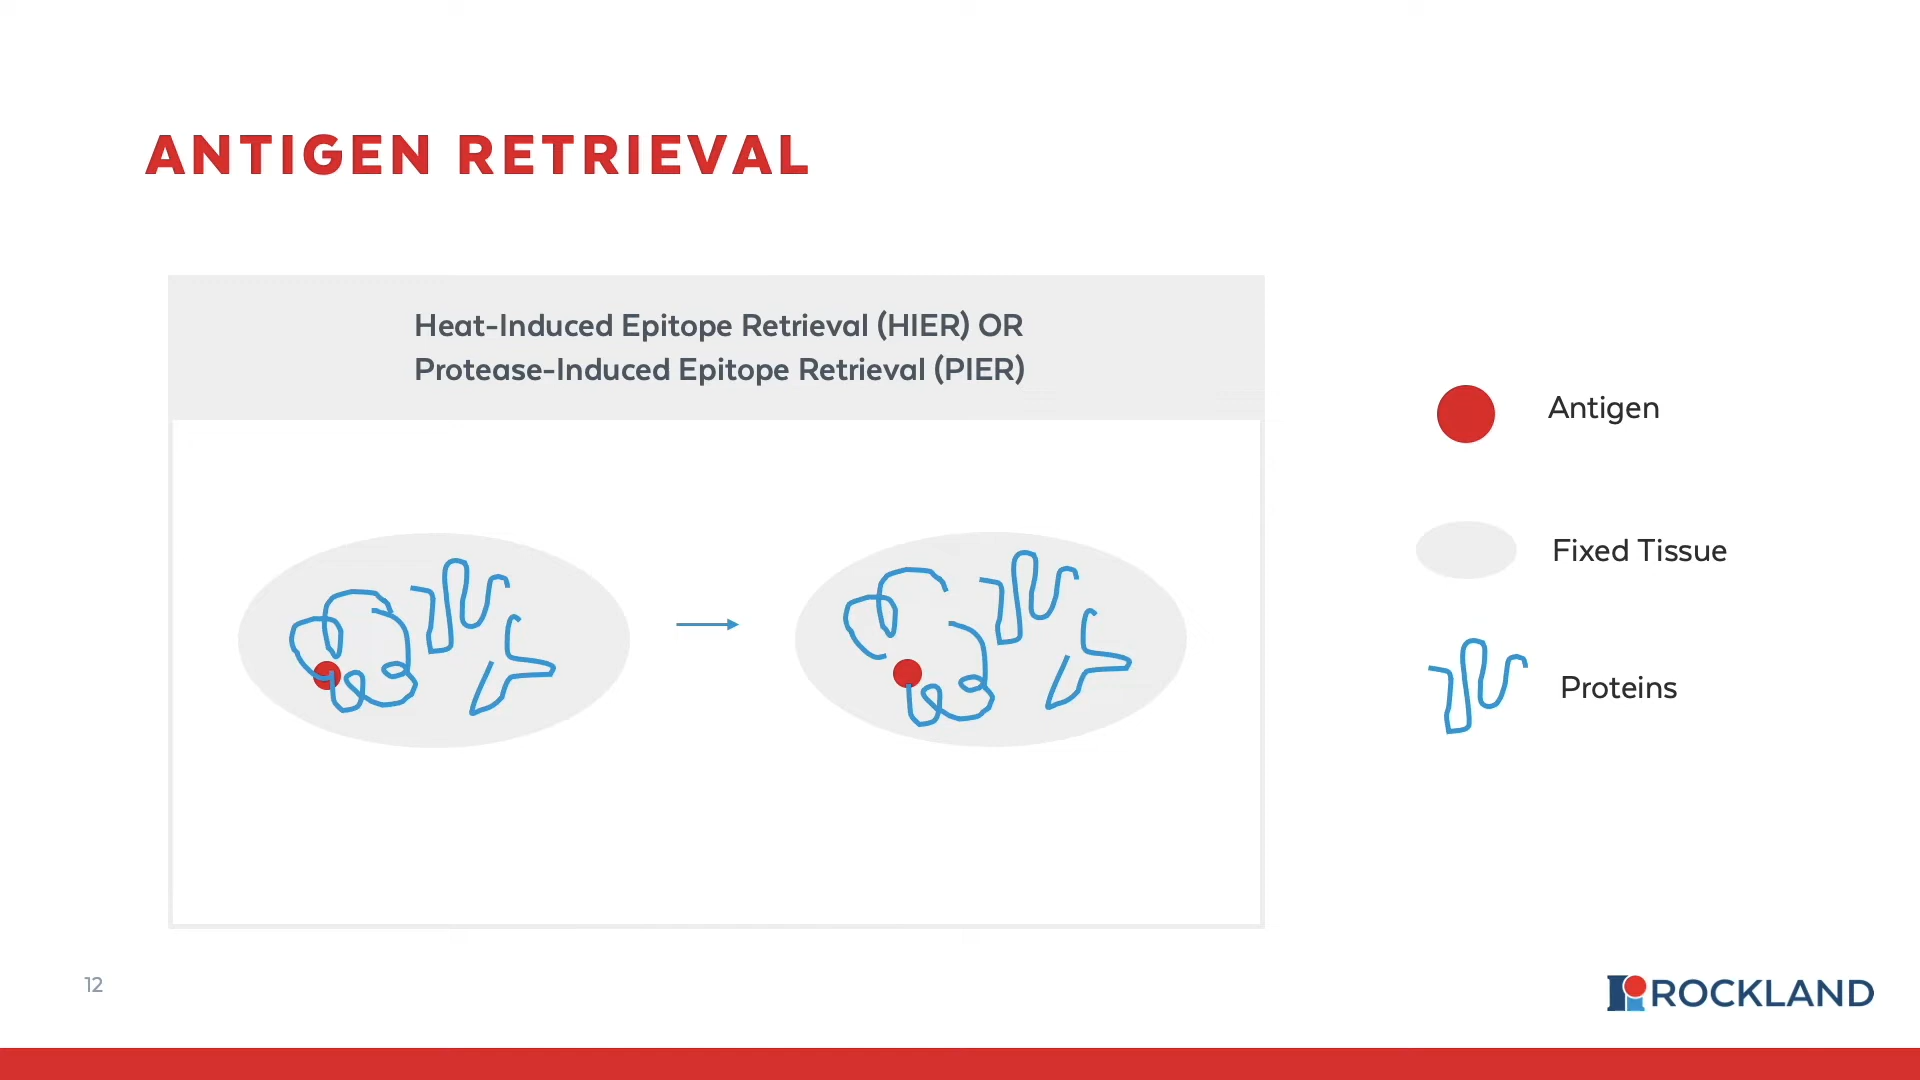 ANTIGEN RETRIEVAL
Heat-Induced Epitope Retrieval (HIER) OR
Protease-Induced Epitope Retrieval (PIER)
Antigen
Fixed Tissue
Proteins
12
ROCKLAND